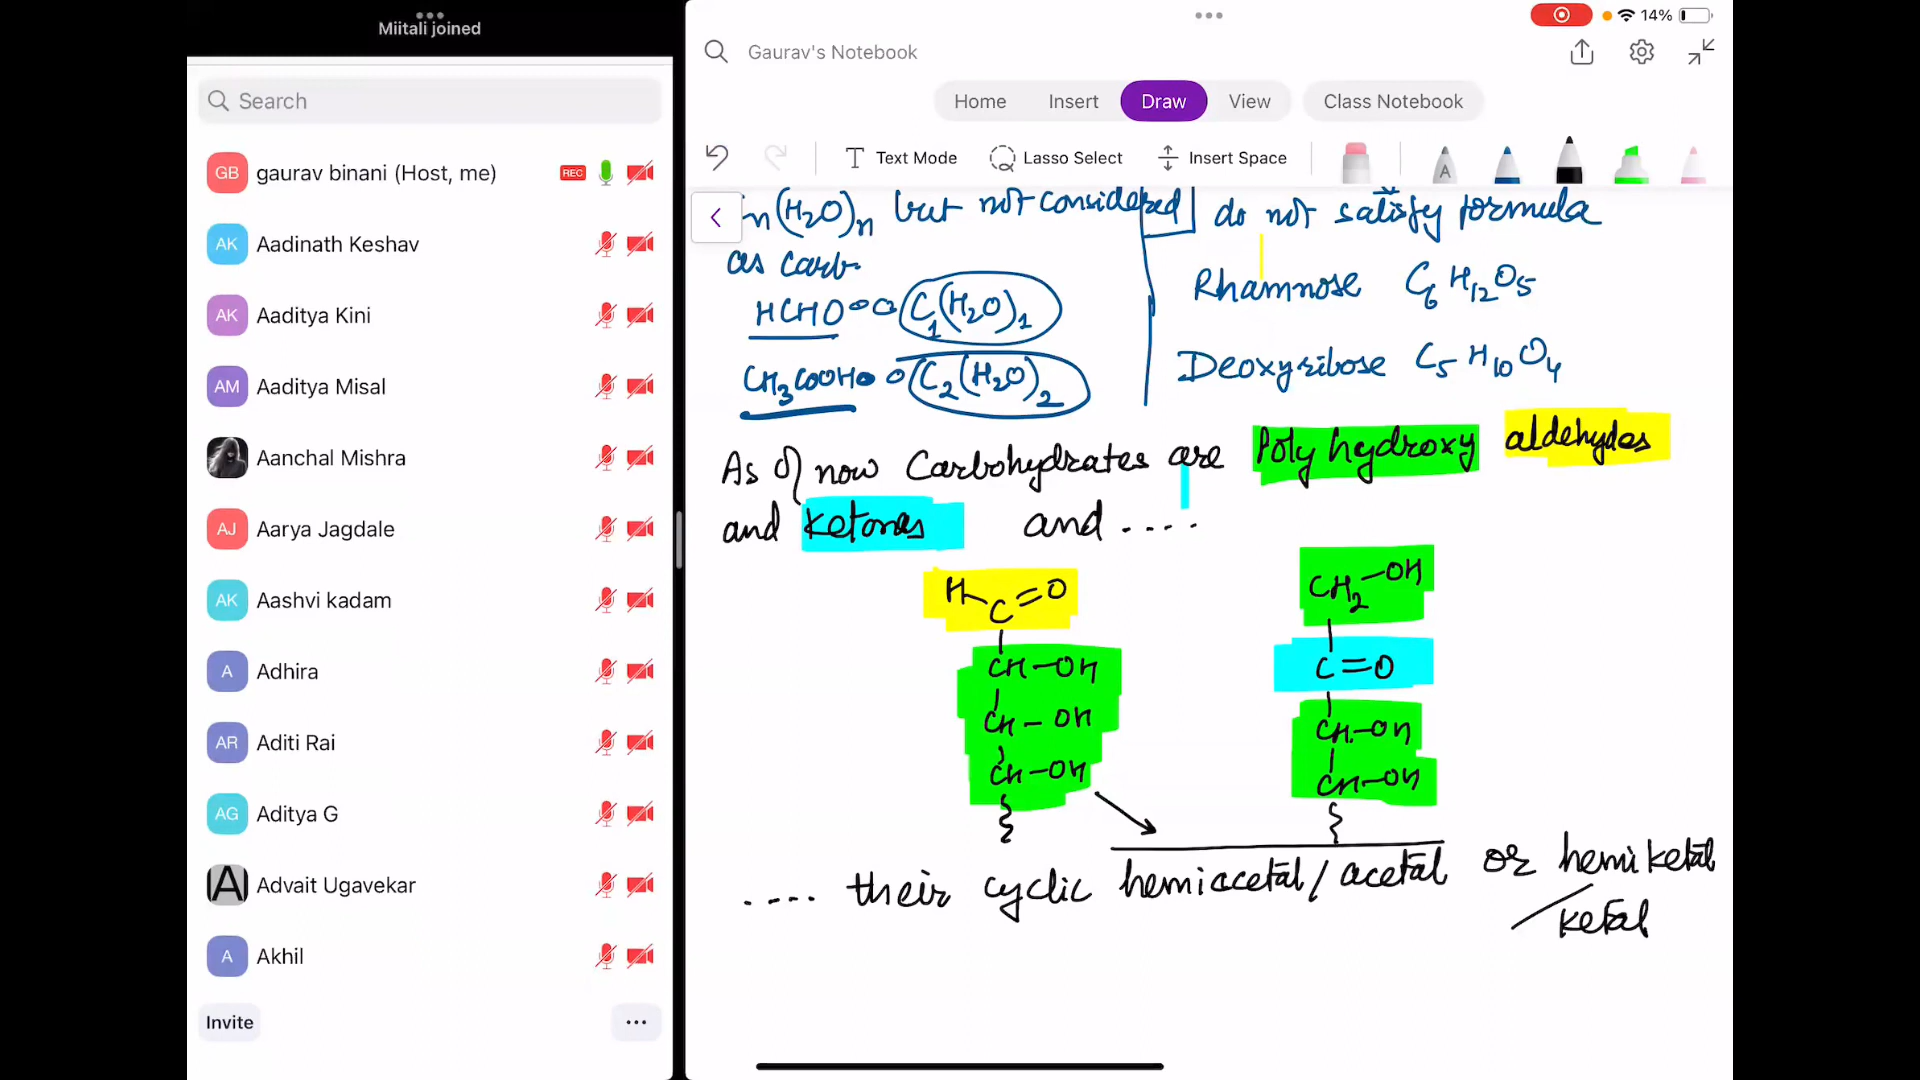 Miitali joined
Search
GB gaurav binani (Host, me) REC
AK Aadinath Keshav
AK Aaditya Kini
AM Aaditya Misal
Aanchal Mishra
AJ Aarya Jagdale
AK Aashvi kadam
A Adhira
AR Aditi Rai
AG Aditya G
A Advait Ugavekar
A Akhil
Invite
14%
Gaurav's Notebook
Home Insert Draw View Class Notebook
Text Mode Lasso Select Insert Space
n(H2O)n but not considered
as carb.
HCHO C1(H2O)1
CH3COOH C2(H2O)2
do not satisfy formula
Rhamnose C6H12O5
Deoxyribose C5H10O4
As of now Carbohydrates are Polyhydroxy aldehydes
and ketones and ....
H-C=O
CH-OH
CH-OH
CH-OH
CH2-OH
C=O
CH-OH
CH-OH
.... their cyclic hemiacetal/acetal or hemiketal
/ketal